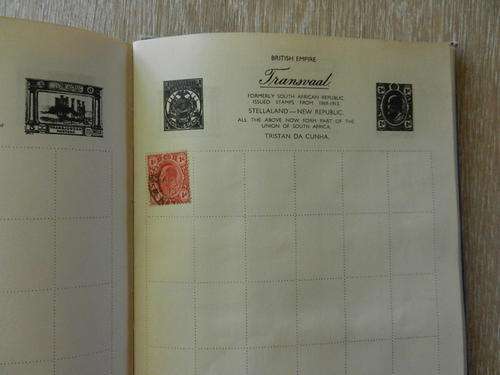 BRITISH EMPIRE
Transvaal
FORMERLY SOUTH AFRICAN REPUBLIC.
ISSUED STAMPS FROM 1869-1913.
STELLALAND—NEW REPUBLIC.
ALL THE ABOVE NOW FORM PART OF THE
UNION OF SOUTH AFRICA.
TRISTAN DA CUNHA.